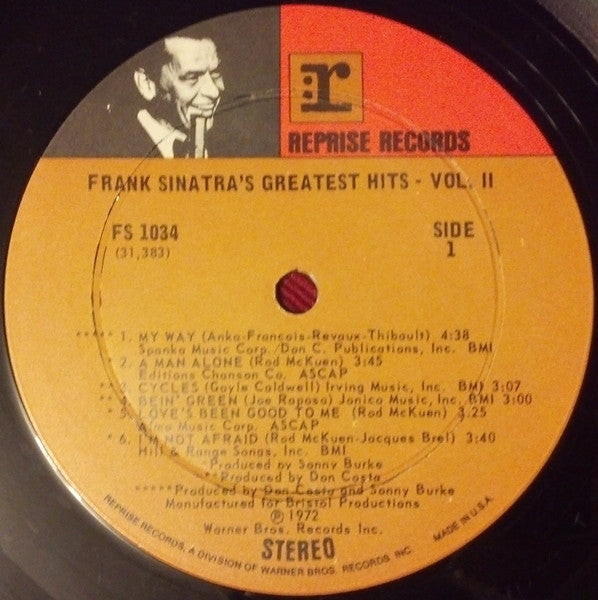 r
REPRISE RECORDS
FRANK SINATRA'S GREATEST HITS - VOL. II
FS 1034
(31,383)
SIDE
1
***** 1. MY WAY (Anka-Francois-Revaux-Thibault) 4:38
Spanka Music Corp./Don C. Publications, Inc. BMI
* 2. A MAN ALONE (Rod McKuen) 3:45
Editions Chanson Co. ASCAP
** CYCLES (Gayle Caldwell) Irving Music, Inc. BMI 3:07
BEIN' GREEN (Joe Raposo) Jonico Music, Inc. BMI 3:00
* 5. LOVE'S BEEN GOOD TO ME (Rod McKuen) 3:25
Almo Music Corp. ASCAP
* 6. I'M NOT AFRAID (Rod McKuen-Jacques Brel) 3:40
Hill & Range Songs, Inc. BMI
*Produced by Sonny Burke
**Produced by Don Costa
*****Produced by Don Costa and Sonny Burke
Manufactured for Bristol Productions
℗ 1972
Warner Bros. Records Inc.
STEREO
REPRISE RECORDS, A DIVISION OF WARNER BROS. RECORDS INC. MADE IN U.S.A.